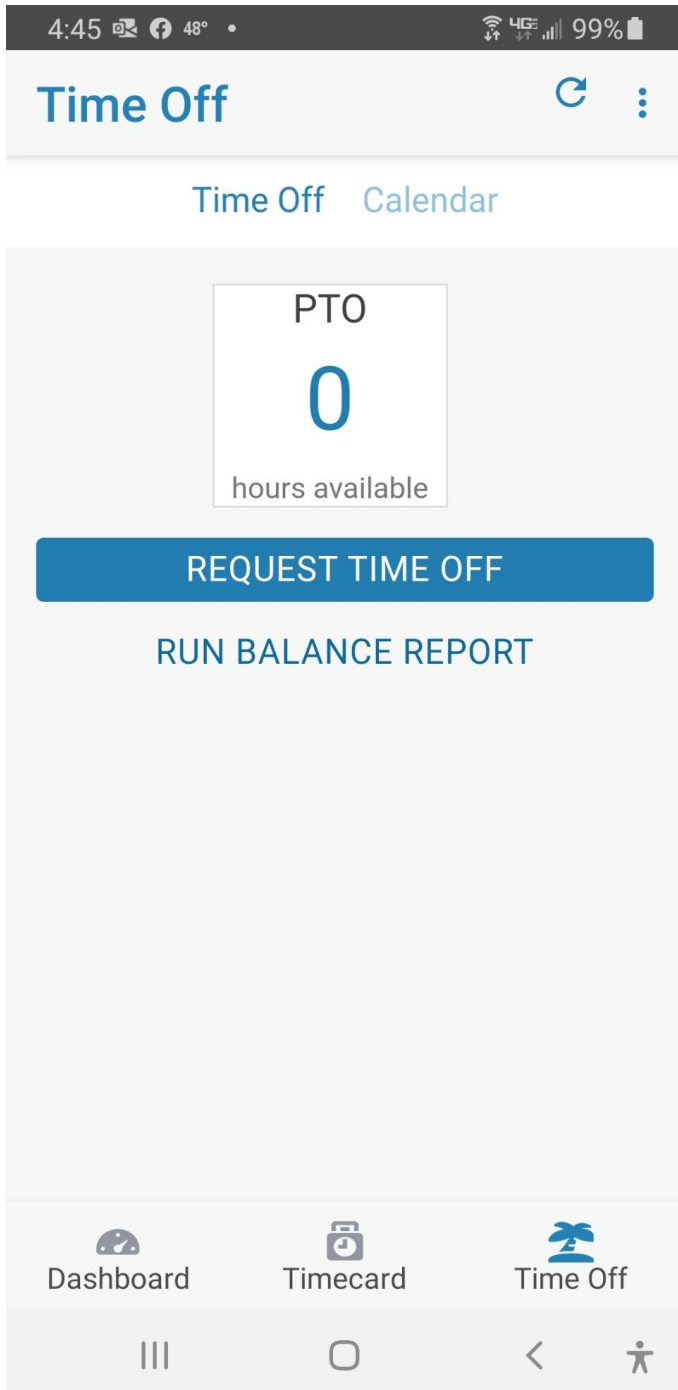 4:45 48° • 4GE 99%
Time Off
Time Off Calendar
PTO
0
hours available
REQUEST TIME OFF
RUN BALANCE REPORT
Dashboard Timecard Time Off